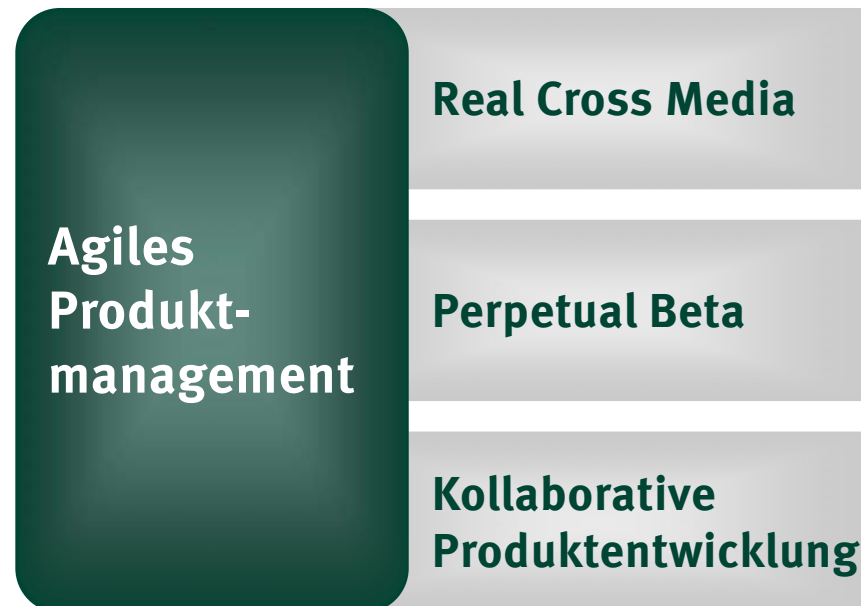 Agiles
Produkt-
management
Real Cross Media
Perpetual Beta
Kollaborative
Produktentwicklung